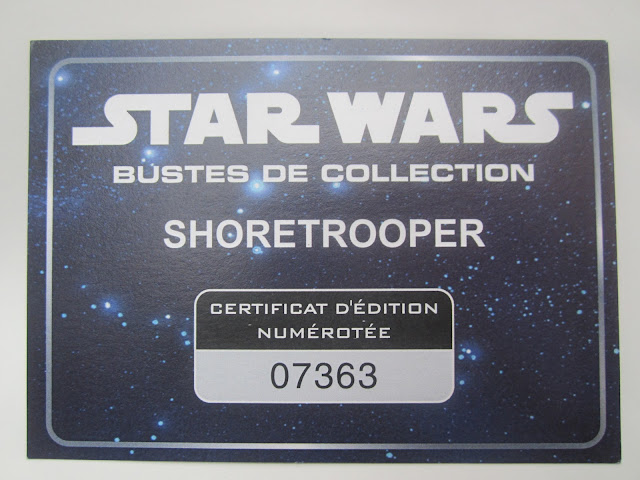 STAR WARS
BUSTES DE COLLECTION
SHORETROOPER
CERTIFICAT D'ÉDITION
NUMÉROTÉE
07363